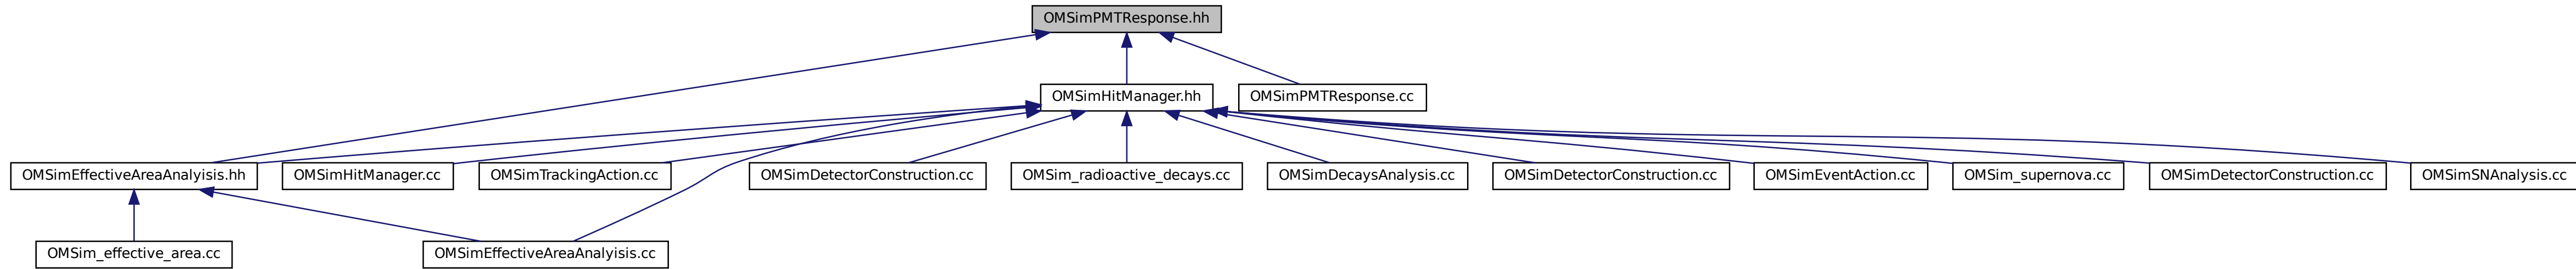 OMSimPMTResponse.hh
OMSimHitManager.hh
OMSimPMTResponse.cc
OMSimEffectiveAreaAnalyisis.hh
OMSimHitManager.cc
OMSimTrackingAction.cc
OMSimDetectorConstruction.cc
OMSim_radioactive_decays.cc
OMSimDecaysAnalysis.cc
OMSimDetectorConstruction.cc
OMSimEventAction.cc
OMSim_supernova.cc
OMSimDetectorConstruction.cc
OMSimSNAnalysis.cc
OMSim_effective_area.cc
OMSimEffectiveAreaAnalyisis.cc